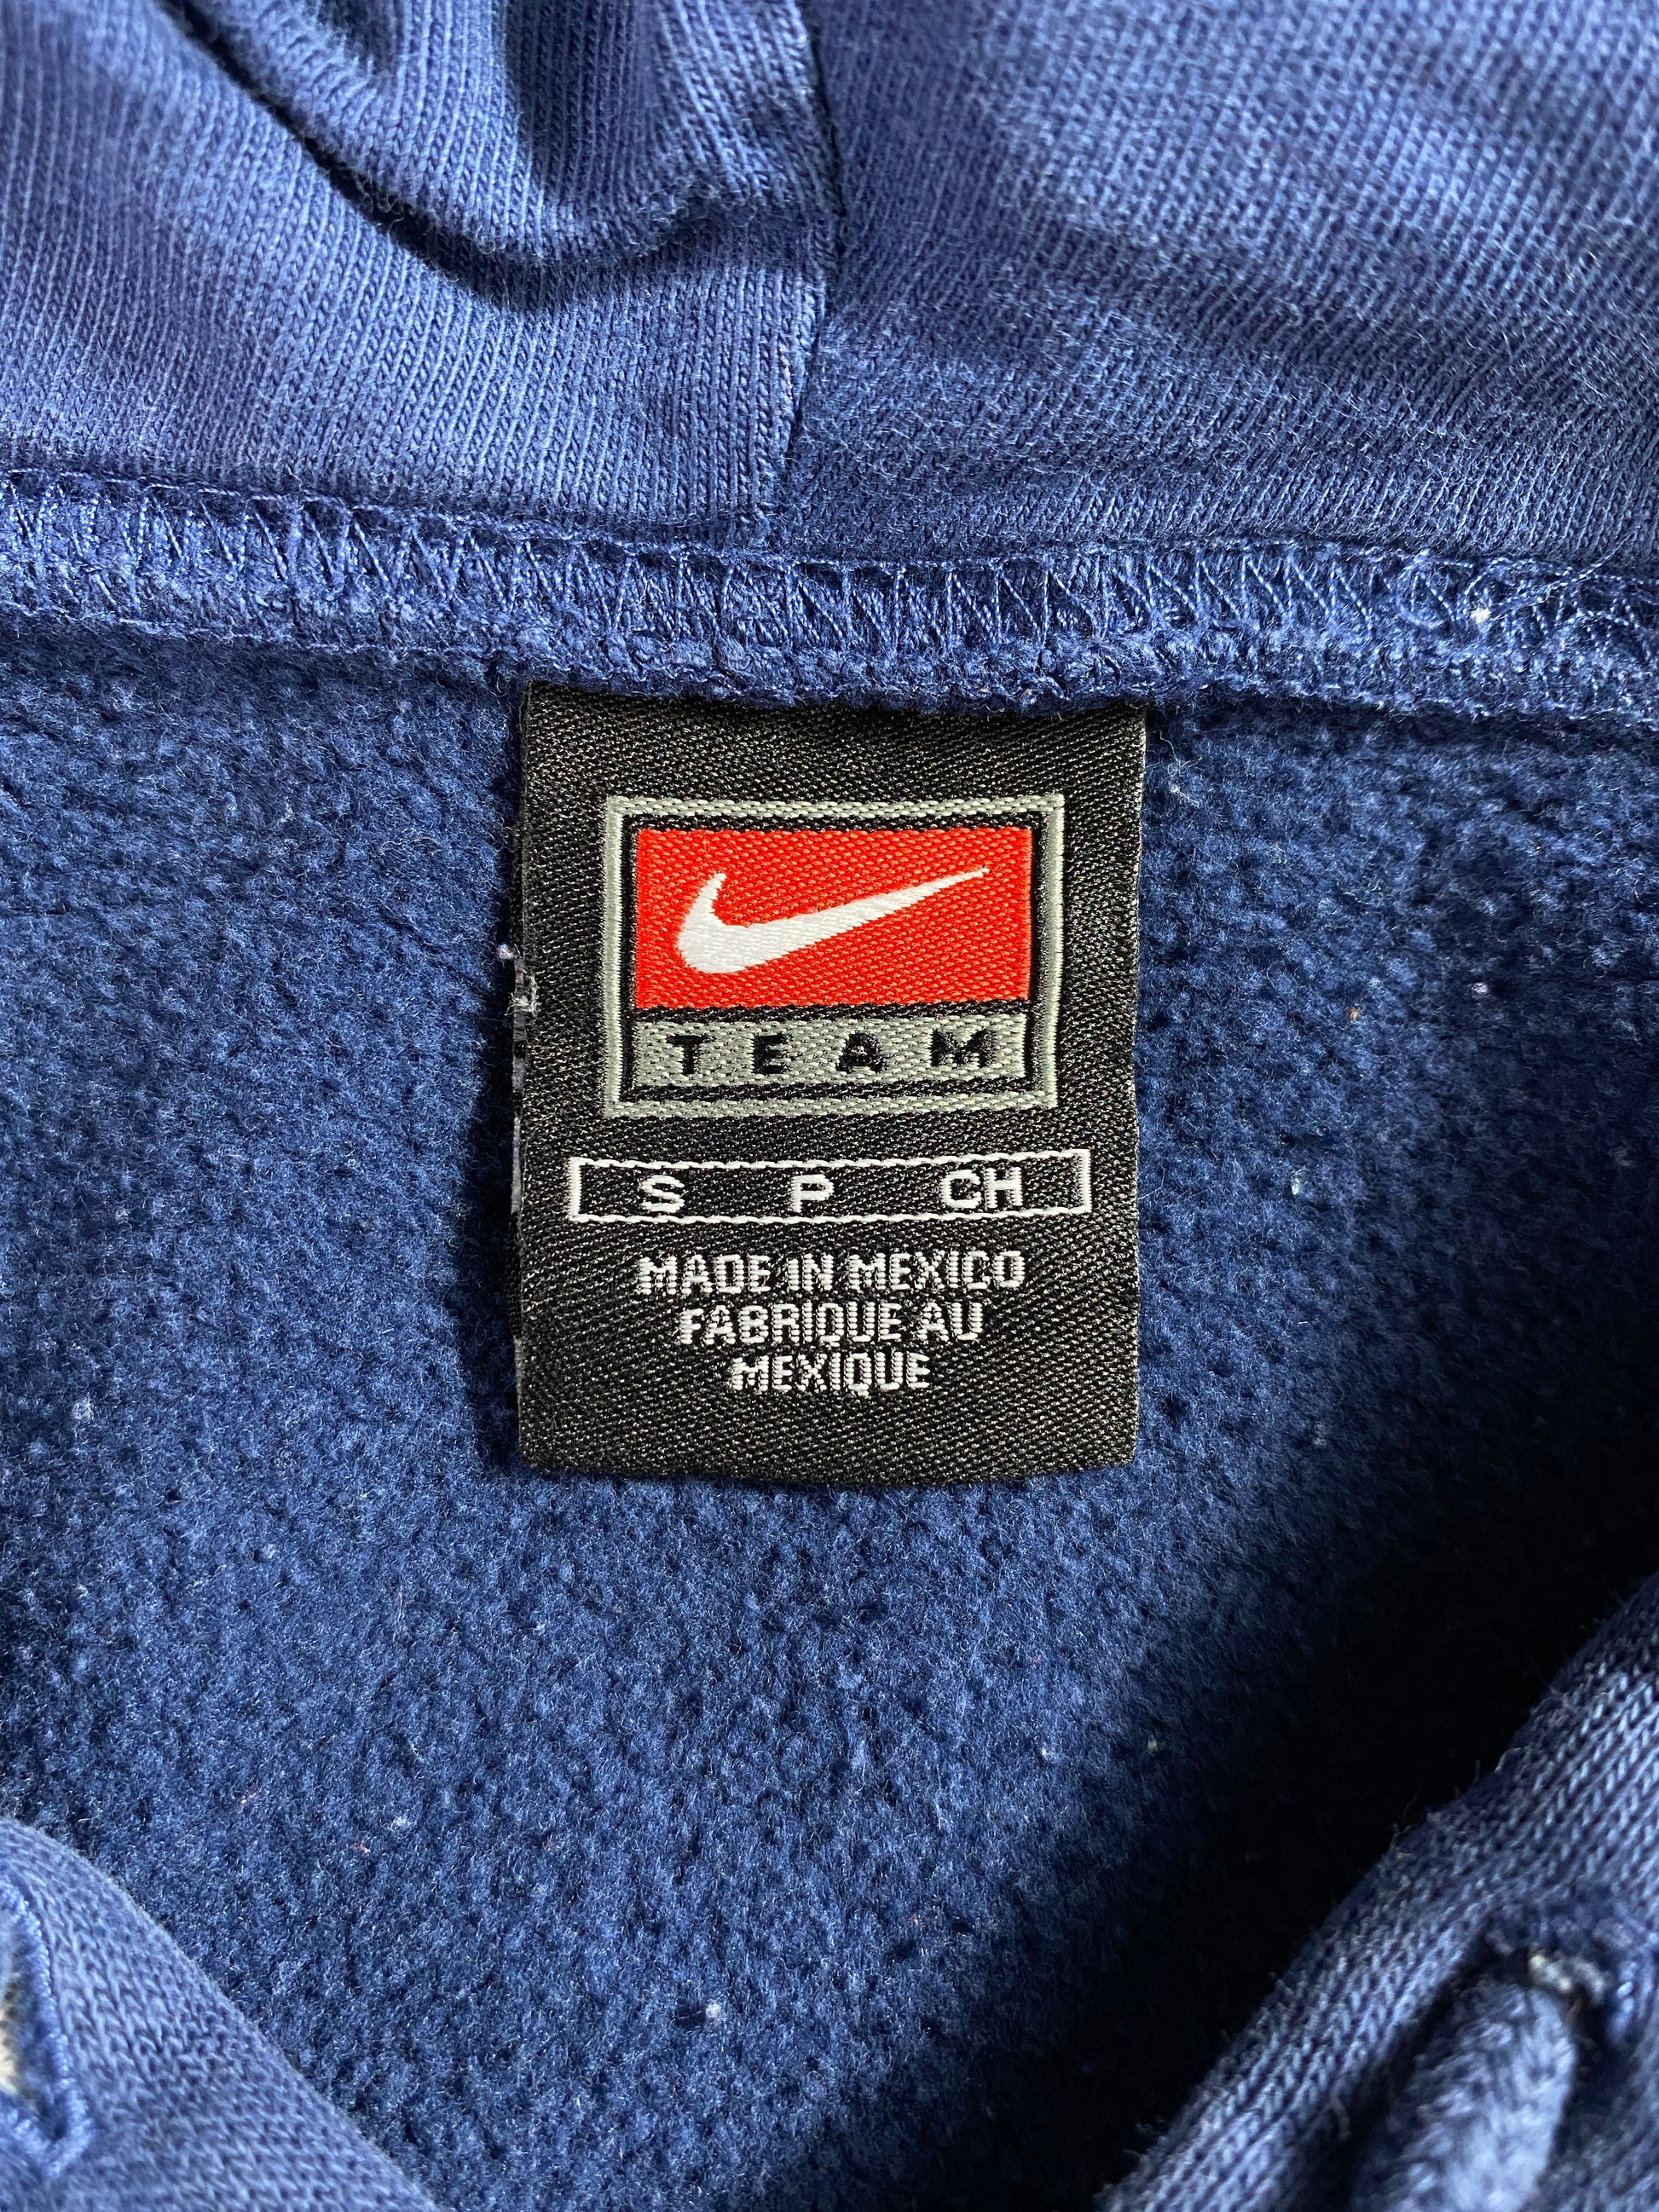 TEAM
S P CH
MADE IN MEXICO
FABRIQUE AU
MEXIQUE